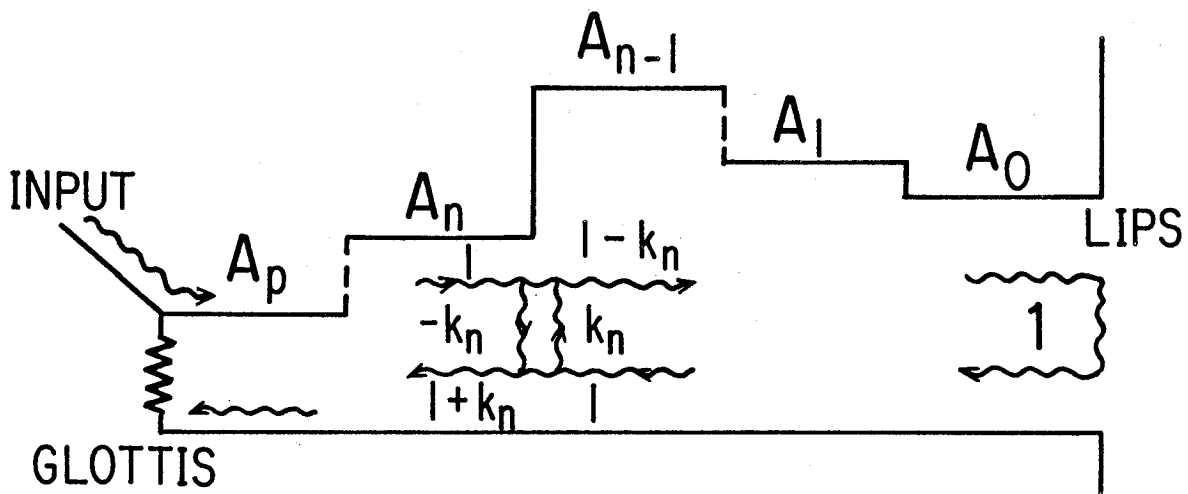 A_{n-1}
A_1
A_0
INPUT
A_n
LIPS
A_p
1
1 - k_n
-k_n
k_n
1
1 + k_n
1
GLOTTIS